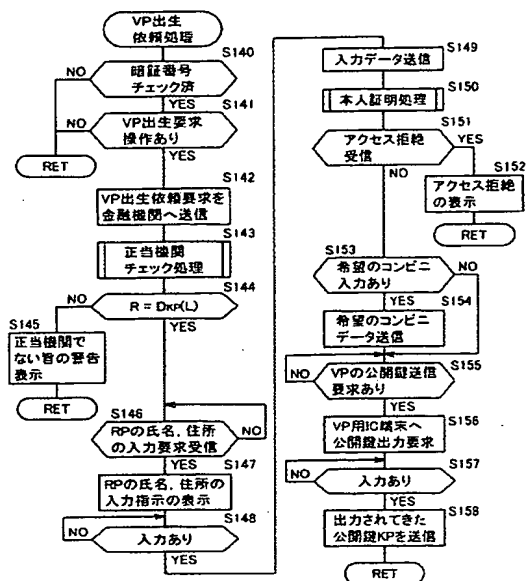 VP出生
依頼処理
S140
暗証番号
チェック済
NO
YES
S141
VP出生要求
操作あり
NO
RET
YES
S142
VP出生依頼要求を
金融機関へ送信
S143
正当機関
チェック処理
S144
R = DKP(L)
NO
YES
S145
正当機関で
ない旨の警告
表示
RET
S146
RPの氏名, 住所
の入力要求受信
NO
YES
S147
RPの氏名, 住所の
入力指示の表示
S148
入力あり
NO
YES
S149
入力データ送信
S150
本人証明処理
S151
アクセス拒絶
受信
YES
NO
S152
アクセス拒絶
の表示
RET
S153
希望のコンビニ
入力あり
NO
YES
S154
希望のコンビニ
データ送信
S155
VPの公開鍵送信
要求あり
NO
YES
S156
VP用IC端末へ
公開鍵出力要求
S157
入力あり
NO
YES
S158
出力されてきた
公開鍵KPを送信
RET